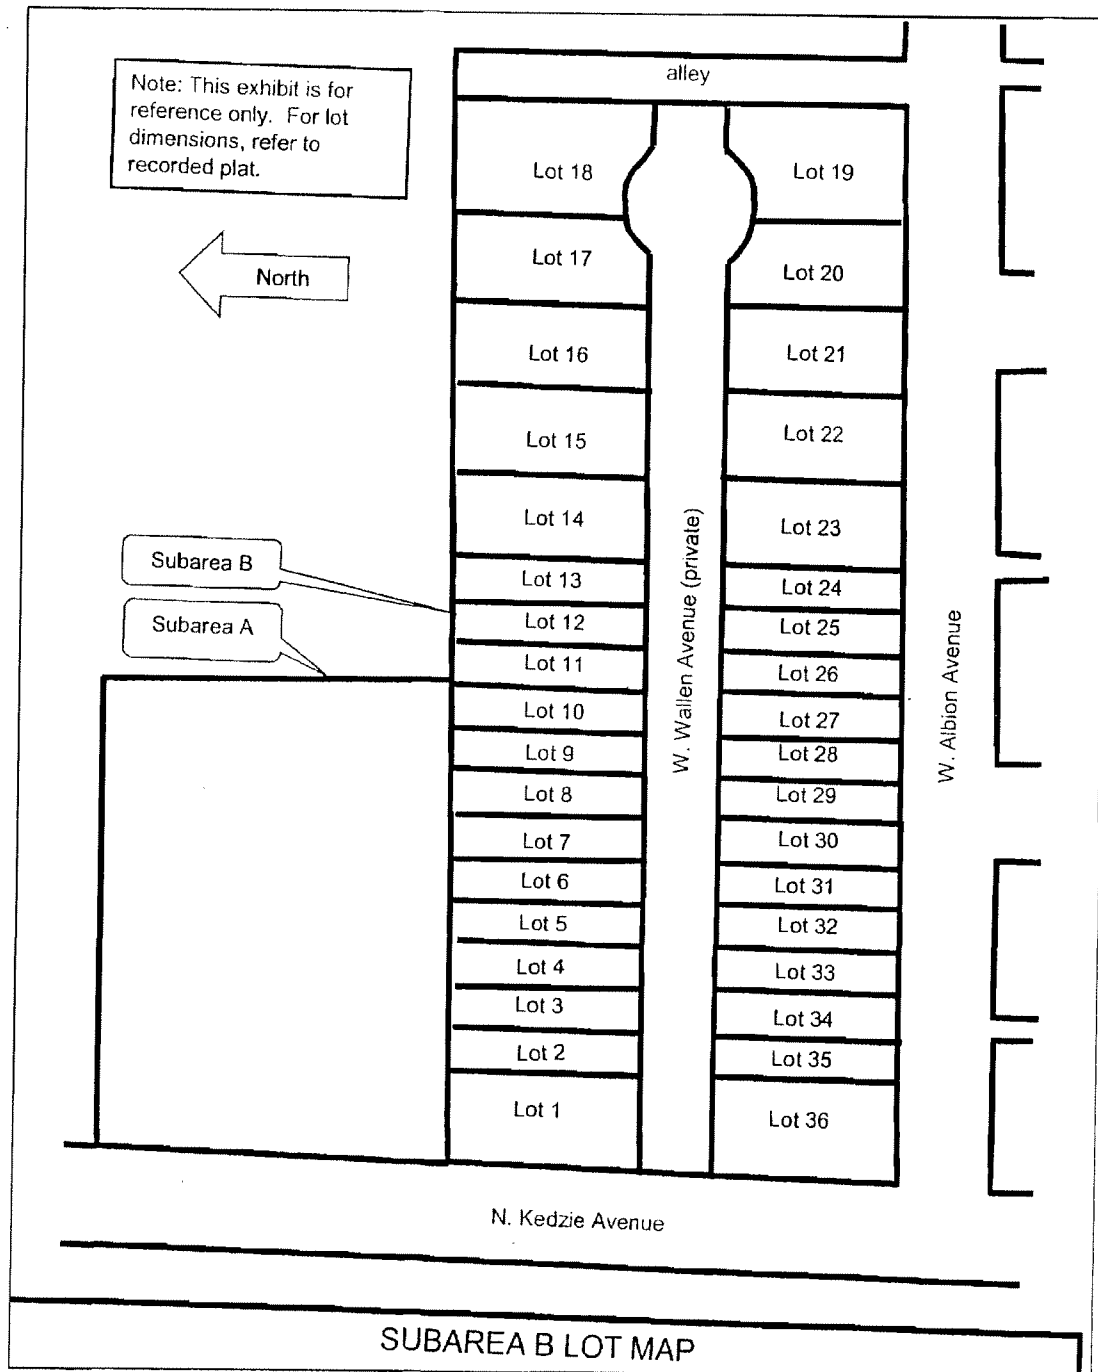 alley
Note: This exhibit is for
reference only. For lot
dimensions, refer to
recorded plat.
North
Lot 18
Lot 19
Lot 17
Lot 20
Lot 16
Lot 21
Lot 15
Lot 22
Lot 14
Lot 23
Subarea B
Lot 13
Lot 24
Subarea A
Lot 12
Lot 25
Lot 11
Lot 26
Lot 10
Lot 27
Lot 9
Lot 28
Lot 8
Lot 29
Lot 7
Lot 30
Lot 6
Lot 31
Lot 5
Lot 32
Lot 4
Lot 33
Lot 3
Lot 34
Lot 2
Lot 35
Lot 1
Lot 36
W. Wallen Avenue (private)
W. Albion Avenue
N. Kedzie Avenue
SUBAREA B LOT MAP